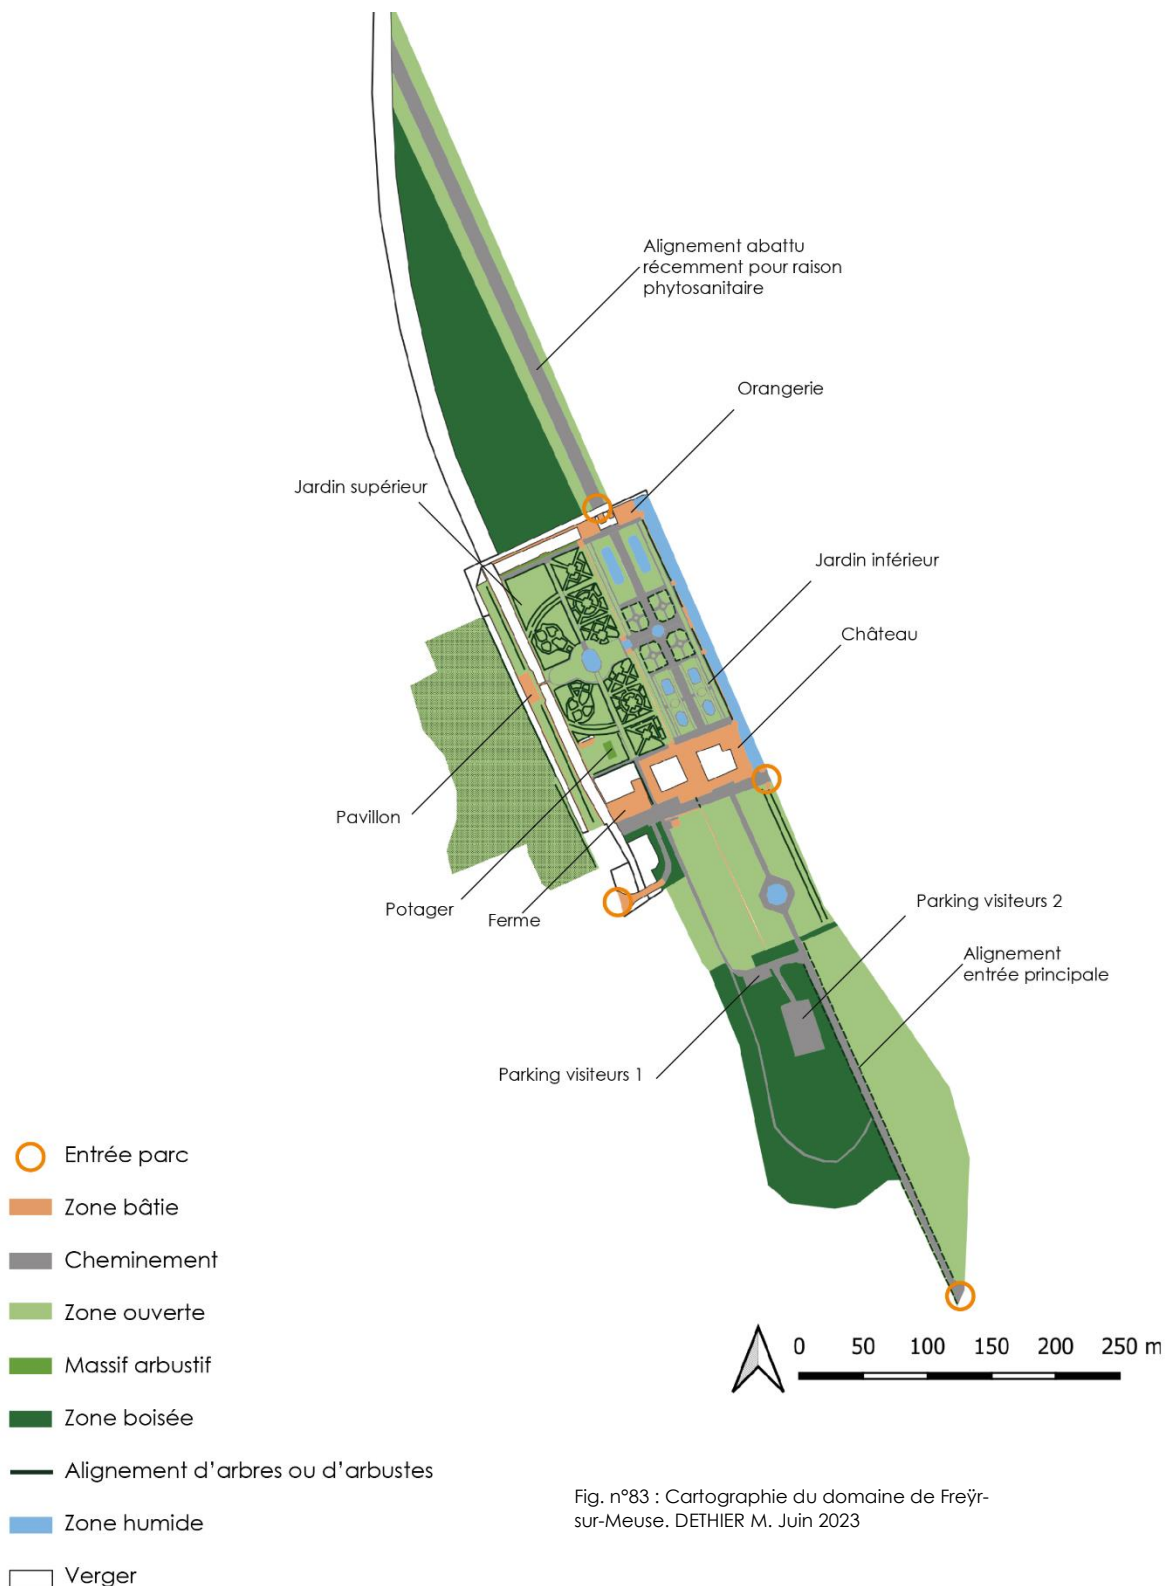 Alignement abattu
récemment pour raison
phytosanitaire
Orangerie
Jardin supérieur
Jardin inférieur
Château
Pavillon
Potager
Ferme
Parking visiteurs 2
Alignement
entrée principale
Parking visiteurs 1
Entrée parc
Zone bâtie
Cheminement
Zone ouverte
Massif arbustif
Zone boisée
Alignement d'arbres ou d'arbustes
Zone humide
Verger
0 50 100 150 200 250 m
Fig. n°83 : Cartographie du domaine de Freÿr-
sur-Meuse. DETHIER M. Juin 2023